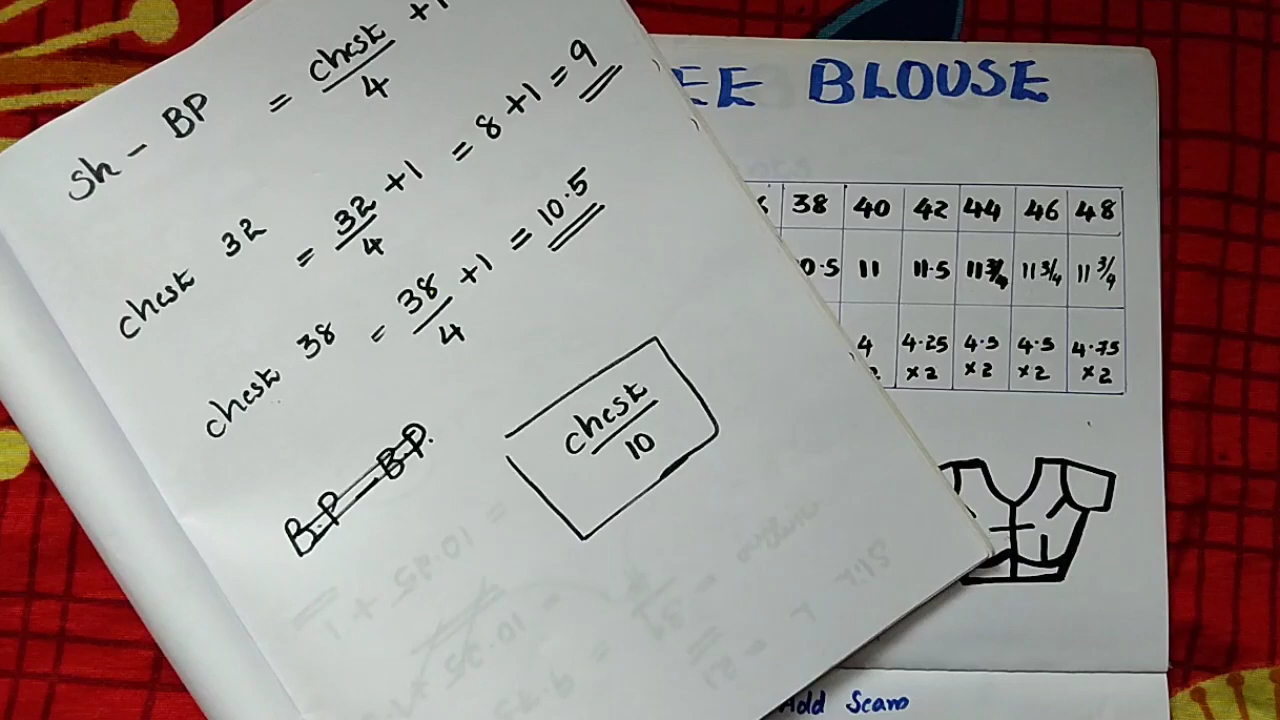 Sh - BP = chest/4 + 1
chest 32 = 32/4 + 1 = 8 + 1 = 9
chest 38 = 38/4 + 1 = 10.5
B.P - B.P.
chest/10
EE BLOUSE
38 40 42 44 46 48
0.5 11 11.5 11 3/4 11 3/4 11 3/4
4 4.25 4.5 4.5 4.75
×2 ×2 ×2 ×2
Add Seam